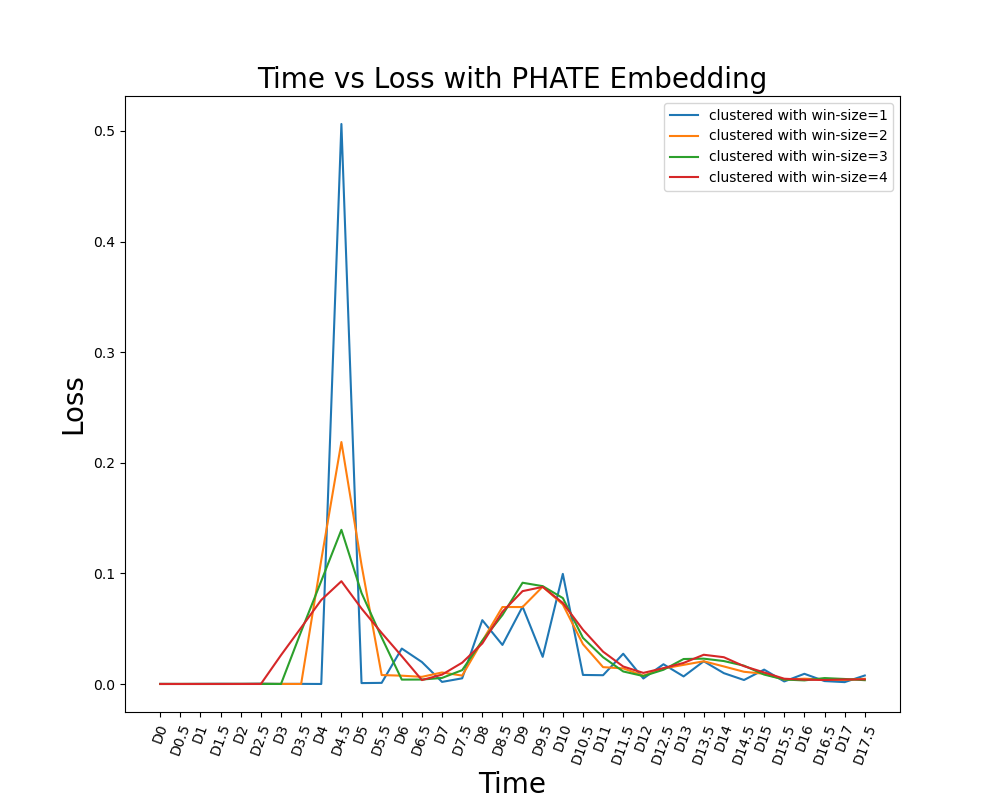 Time vs Loss with PHATE Embedding
clustered with win-size=1
clustered with win-size=2
clustered with win-size=3
clustered with win-size=4
0.5
0.4
0.3
0.2
0.1
0.0
Loss
D0
D0.5
D1
D1.5
D2
D2.5
D3
D3.5
D4
D4.5
D5
D5.5
D6
D6.5
D7
D7.5
D8
D8.5
D9
D9.5
D10
D10.5
D11
D11.5
D12
D12.5
D13
D13.5
D14
D14.5
D15
D15.5
D16
D16.5
D17
D17.5
Time